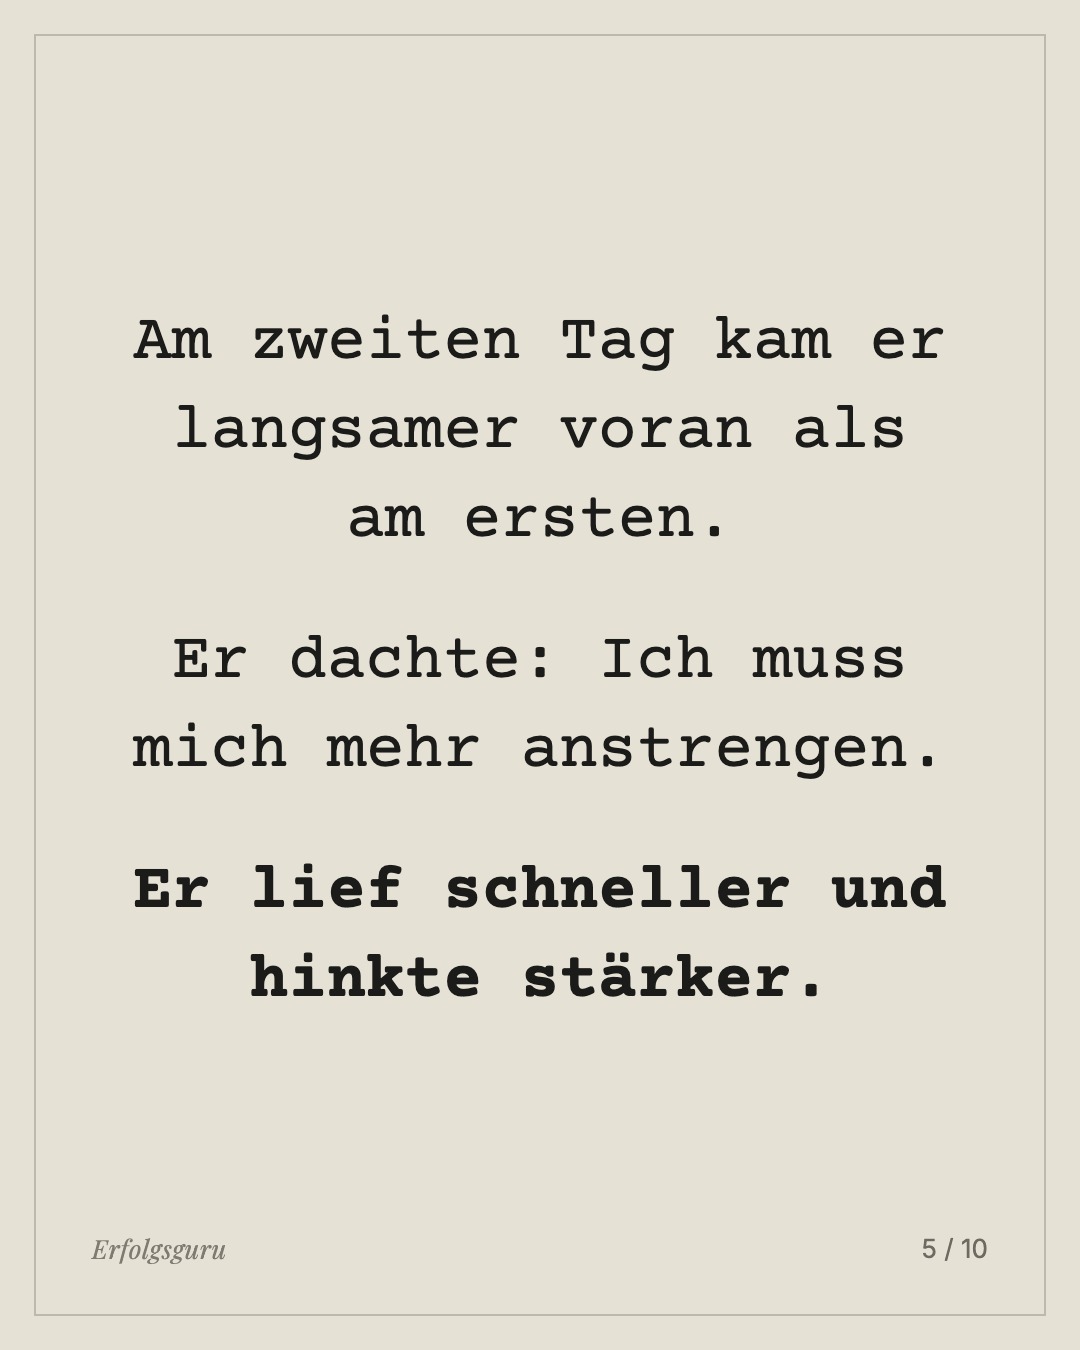 Am zweiten Tag kam er
langsamer voran als
am ersten.
Er dachte: Ich muss
mich mehr anstrengen.
Er lief schneller und
hinkte stärker.
Erfolgsguru
5 / 10